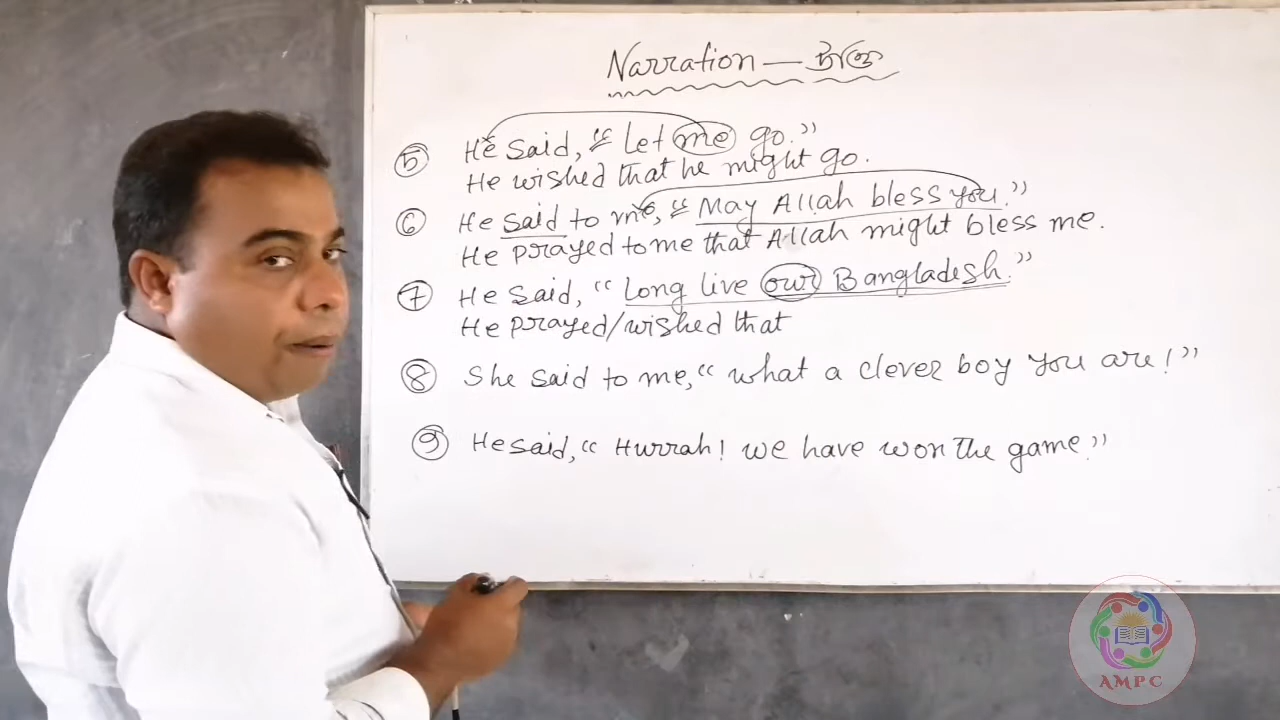 Narration — উক্তি
⑤ He said, “Let me go.”
He wished that he might go.
⑥ He said to me, “May Allah bless you.”
He prayed to me that Allah might bless me.
⑦ He said, “Long live our Bangladesh.”
He prayed/wished that
⑧ She said to me, “what a clever boy you are!”
⑨ He said, “Hurrah! we have won the game.”
AMPC